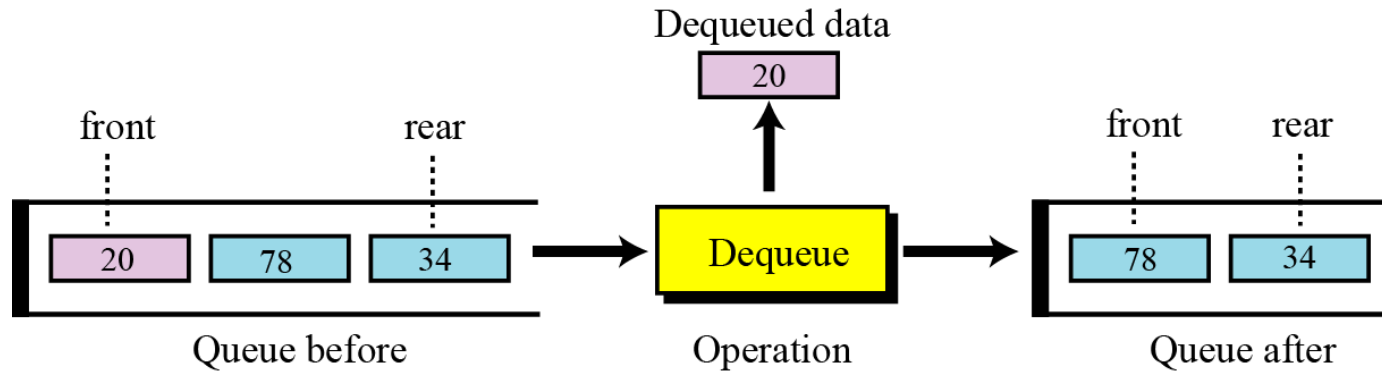 Dequeued data
20
front rear
front rear
20 78 34
Dequeue
78 34
Queue before
Operation
Queue after